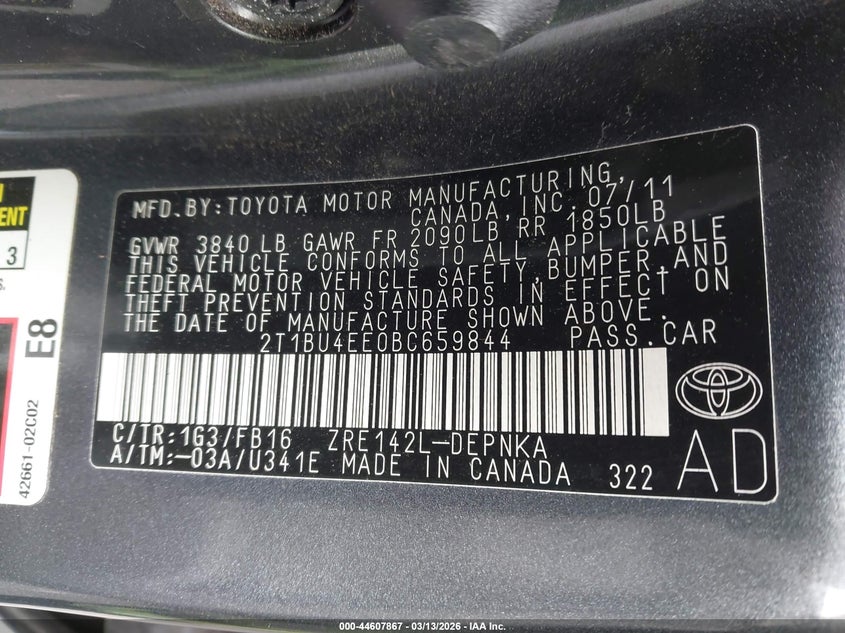 MFD.BY:TOYOTA MOTOR MANUFACTURING,
CANADA, INC. 07/11
GVWR 3840 LB GAWR FR 2090LB, RR 1850LB
THIS VEHICLE CONFORMS TO ALL APPLICABLE
FEDERAL MOTOR VEHICLE SAFETY,BUMPER,AND
THEFT PREVENTION STANDARDS IN EFFECT ON
THE DATE OF MANUFACTURE SHOWN ABOVE.
2T1BU4EE0BC659844 PASS.CAR
C/TR:1G3/FB16 ZRE142L-DEPNKA
A/TM:-03A/U341E MADE IN CANADA 322
AD
3
E8
42661-02C02
000-44607867 — 03/13/2026 — IAA Inc.